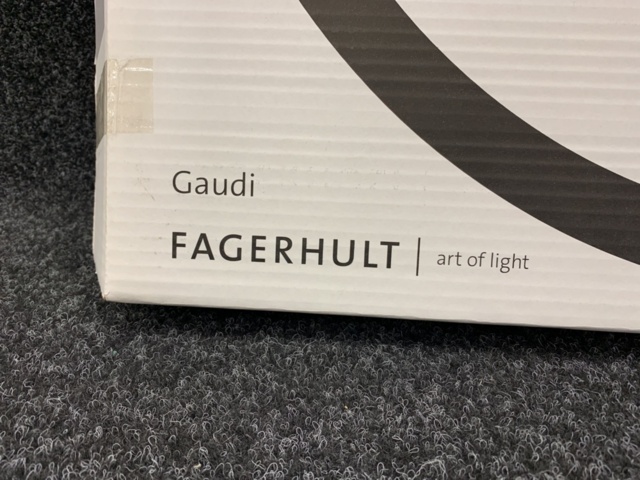 Gaudi
FAGERHULT | art of light